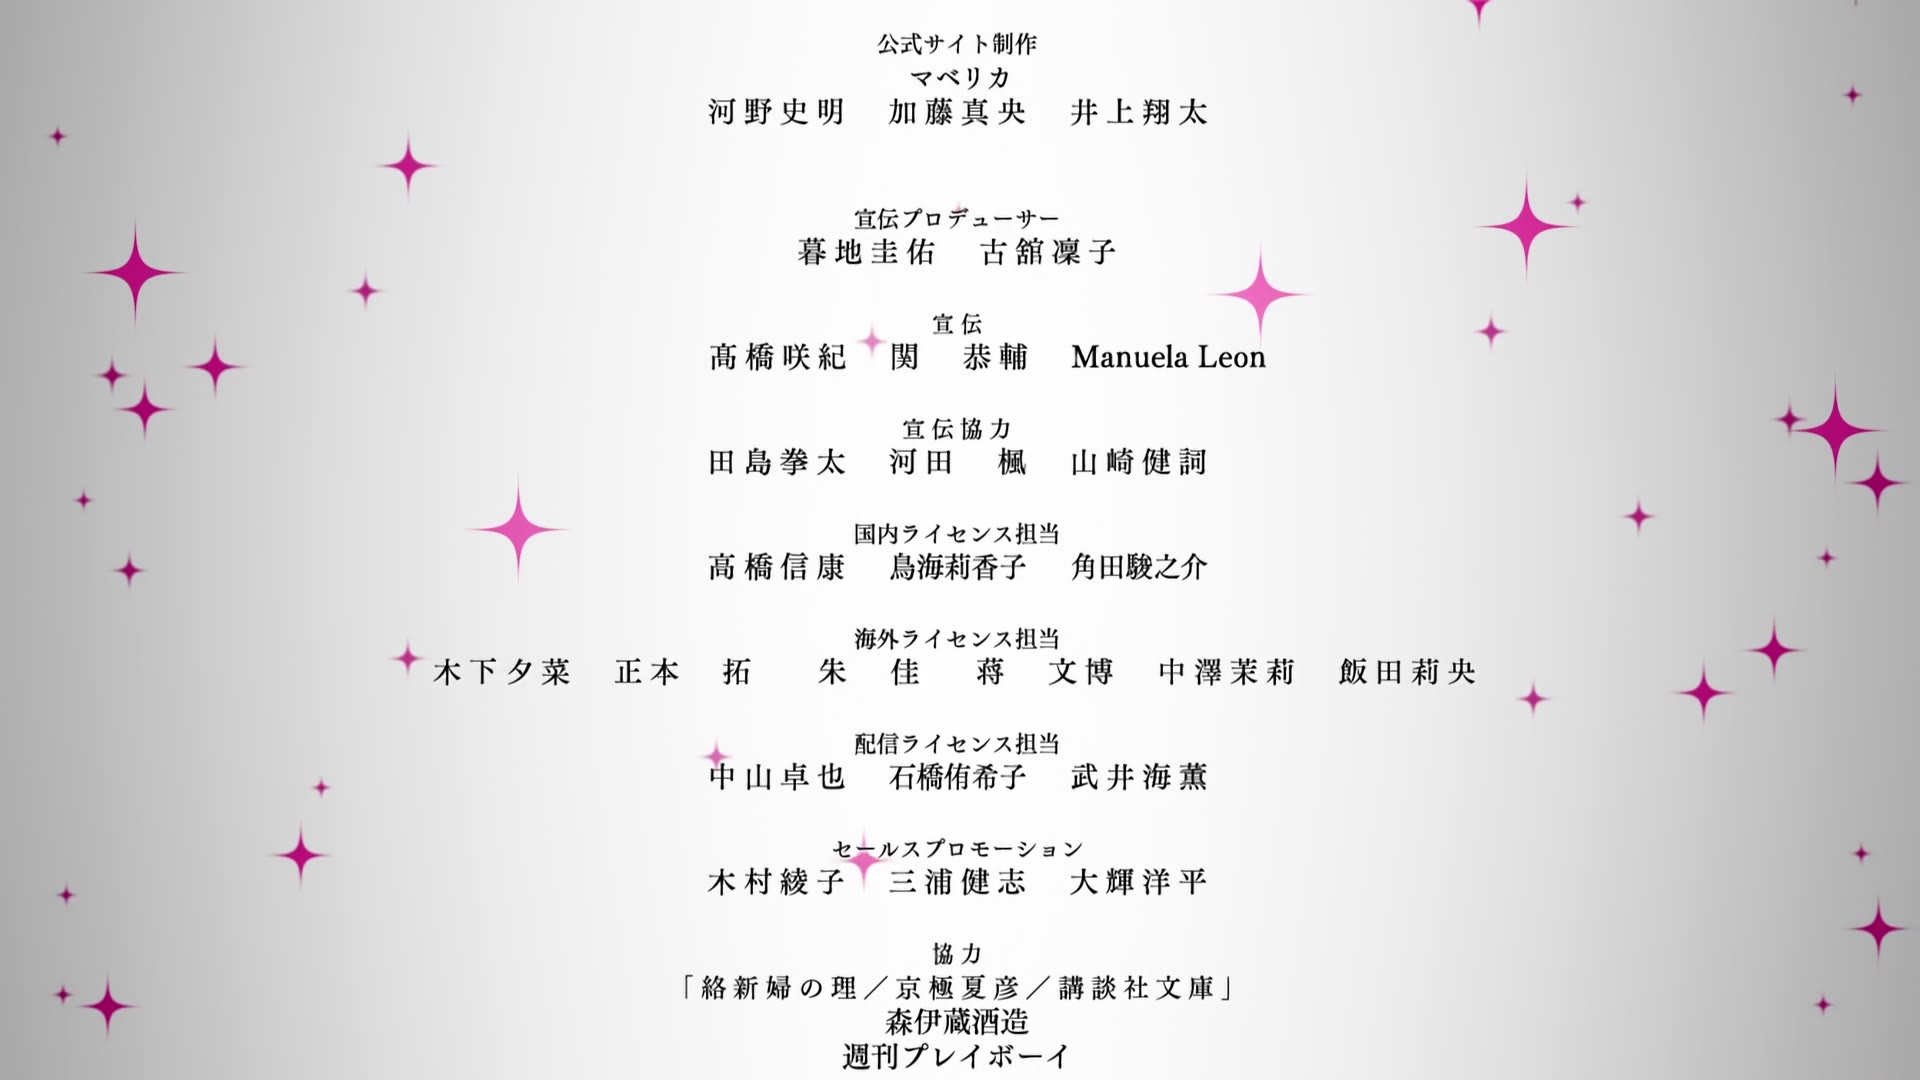 公式サイト制作
マベリカ
河野史明　加藤真央　井上翔太
宣伝プロデューサー
暮地圭佑　古舘凜子
宣伝
髙橋咲紀　関　恭輔　Manuela Leon
宣伝協力
田島拳太　河田　楓　山崎健詞
国内ライセンス担当
高橋信康　鳥海莉香子　角田駿之介
海外ライセンス担当
木下夕菜　正本　拓　朱　佳　蒋　文博　中澤茉莉　飯田莉央
配信ライセンス担当
中山卓也　石橋侑希子　武井海薫
セールスプロモーション
木村綾子　三浦健志　大輝洋平
協力
「絡新婦の理／京極夏彦／講談社文庫」
森伊蔵酒造
週刊プレイボーイ